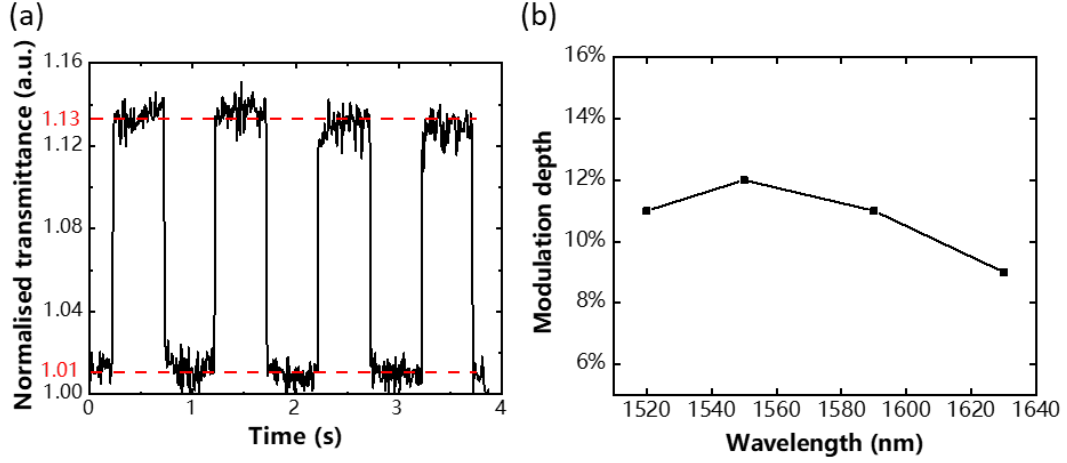 (a)
Normalised transmittance (a.u.)
1.16
1.13
1.12
1.08
1.04
1.01
1.00
0 1 2 3 4
Time (s)
(b)
Modulation depth
16%
14%
12%
10%
8%
6%
1520 1540 1560 1580 1600 1620 1640
Wavelength (nm)